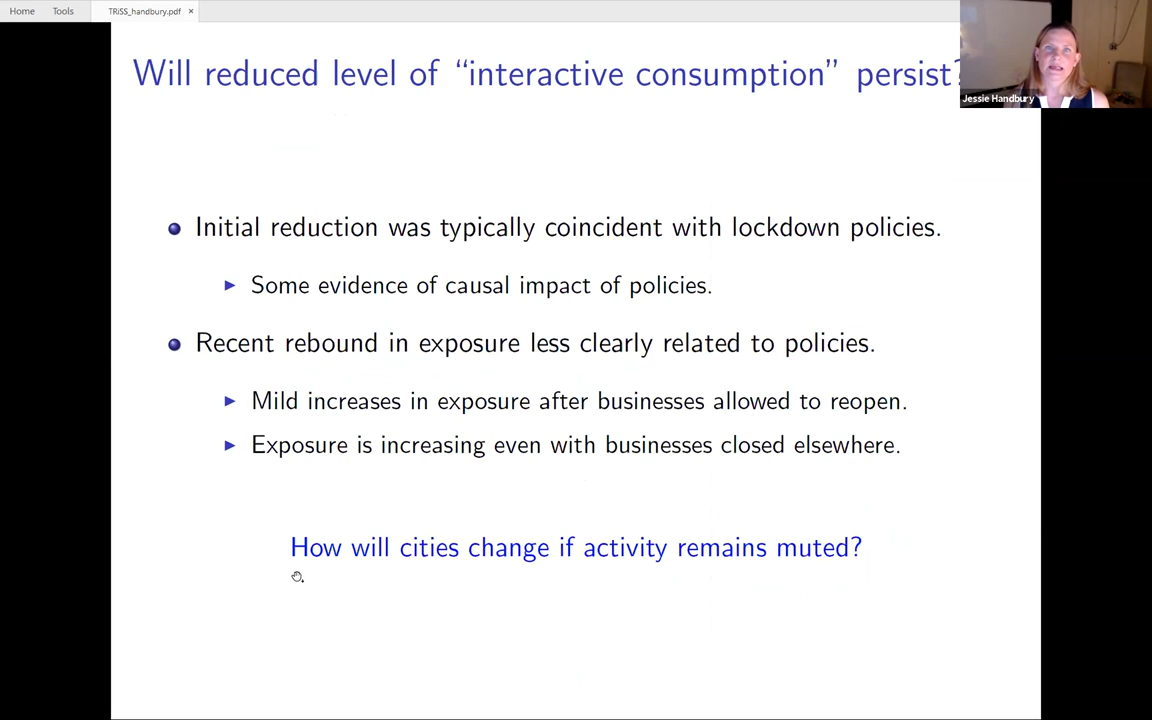 Home Tools TRiSS_handbury.pdf ×
Will reduced level of “interactive consumption” persist?
Jessie Handbury
Initial reduction was typically coincident with lockdown policies.
Some evidence of causal impact of policies.
Recent rebound in exposure less clearly related to policies.
Mild increases in exposure after businesses allowed to reopen.
Exposure is increasing even with businesses closed elsewhere.
How will cities change if activity remains muted?